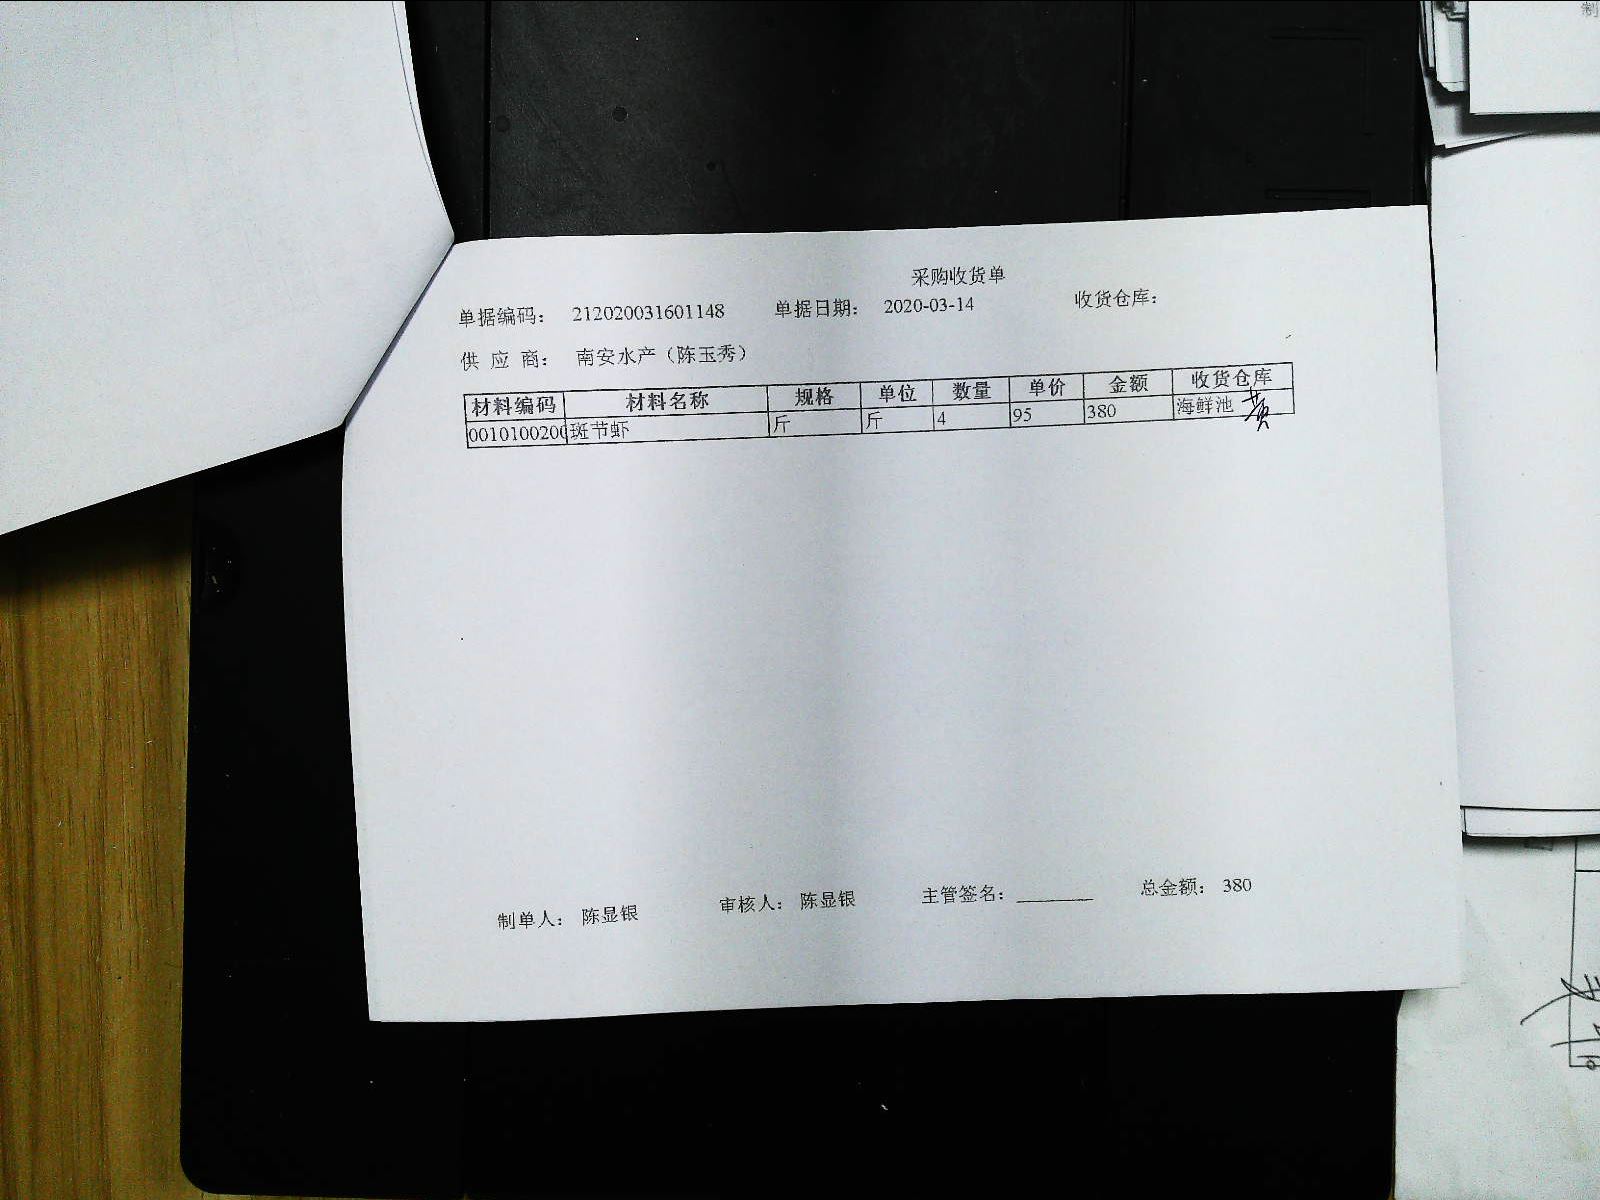 采购收货单
单据编码： 212020031601148 单据日期： 2020-03-14 收货仓库：
供 应 商： 南安水产（陈玉秀）
材料编码 材料名称 规格 单位 数量 单价 金额 收货仓库
0010100200 斑节虾 斤 斤 4 95 380 海鲜池
制单人： 陈显银 审核人： 陈显银 主管签名：________ 总金额： 380
制